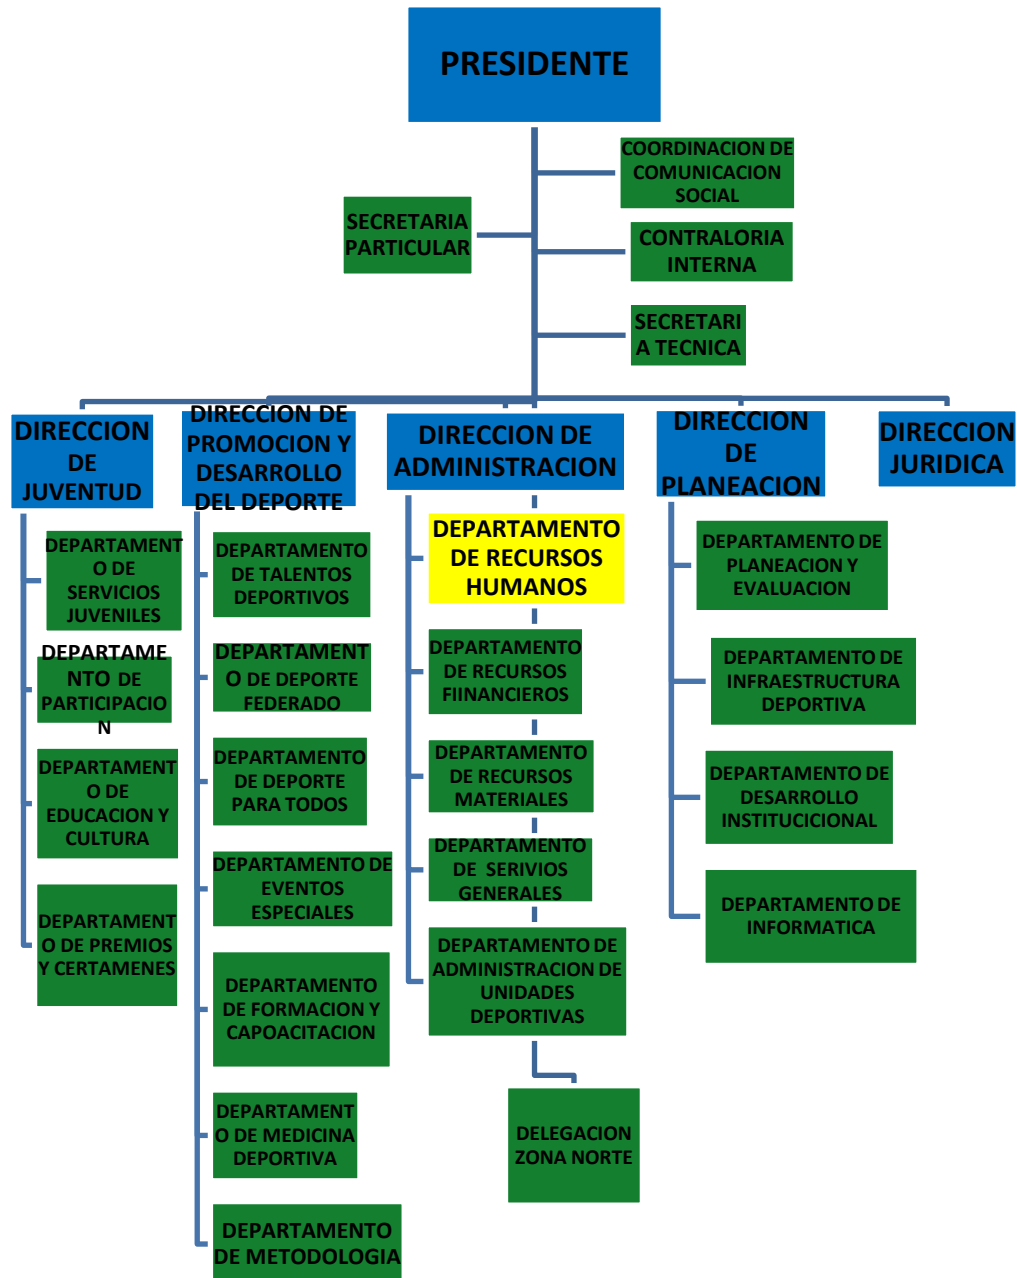 PRESIDENTE
COORDINACION DE
COMUNICACION
SOCIAL
SECRETARIA
PARTICULAR
CONTRALORIA
INTERNA
SECRETARI
A TECNICA
DIRECCION
DE
JUVENTUD
DIRECCION DE
PROMOCION Y
DESARROLLO
DEL DEPORTE
DIRECCION DE
ADMINISTRACION
DIRECCION
DE
PLANEACION
DIRECCION
JURIDICA
DEPARTAMENT
O DE
SERVICIOS
JUVENILES
DEPARTAME
NTO DE
PARTICIPACIO
N
DEPARTAMENT
O DE
EDUCACION Y
CULTURA
DEPARTAMENT
O DE PREMIOS
Y CERTAMENES
DEPARTAMENTO
DE TALENTOS
DEPORTIVOS
DEPARTAMENT
O DE DEPORTE
FEDERADO
DEPARTAMENTO
DE DEPORTE
PARA TODOS
DEPARTAMENTO DE
EVENTOS
ESPECIALES
DEPARTAMENTO
DE FORMACION Y
CAPOACITACION
DEPARTAMENT
O DE MEDICINA
DEPORTIVA
DEPARTAMENTO
DE METODOLOGIA
DEPARTAMENTO
DE RECURSOS
HUMANOS
DEPARTAMENTO
DE RECURSOS
FIINANCIEROS
DEPARTAMENTO
DE RECURSOS
MATERIALES
DEPARTAMENTO
DE SERIVIOS
GENERALES
DEPARTAMENTO DE
ADMINISTRACION DE
UNIDADES
DEPORTIVAS
DELEGACION
ZONA NORTE
DEPARTAMENTO DE
PLANEACION Y
EVALUACION
DEPARTAMENTO DE
INFRAESTRUCTURA
DEPORTIVA
DEPARTAMENTO DE
DESARROLLO
INSTITUCICIONAL
DEPARTAMENTO DE
INFORMATICA